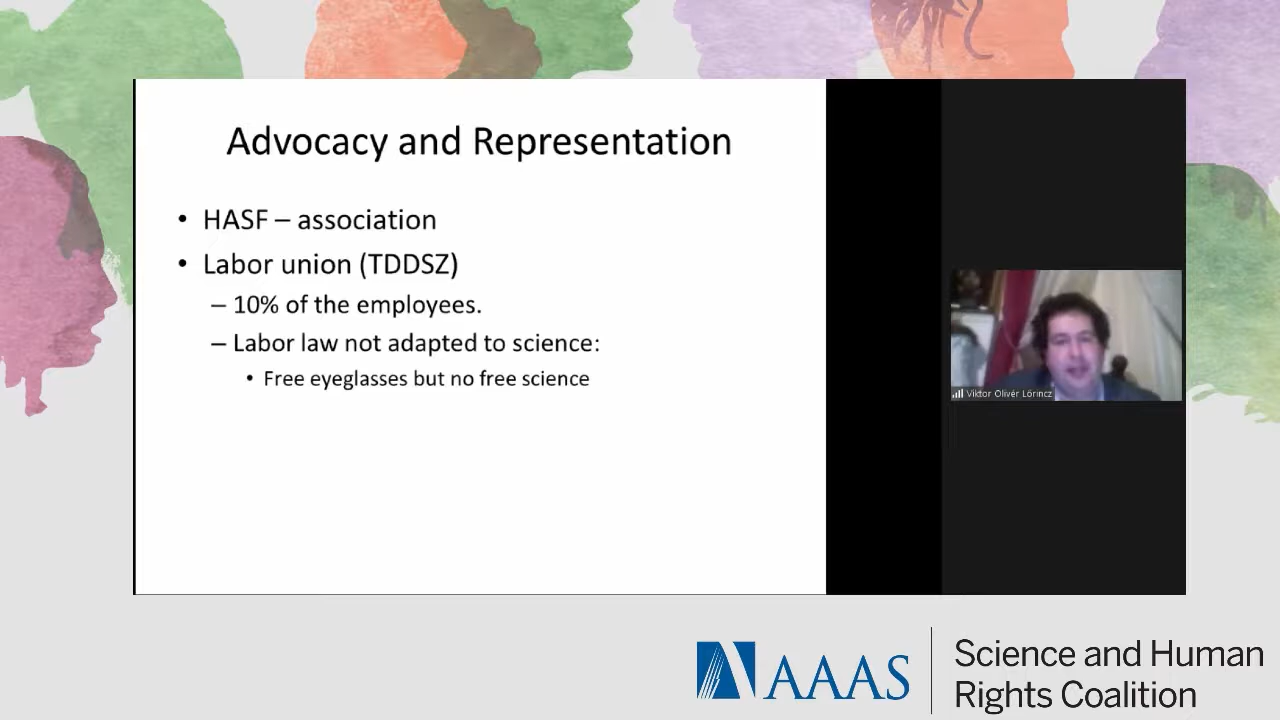 Advocacy and Representation
• HASF – association
• Labor union (TDDSZ)
– 10% of the employees.
– Labor law not adapted to science:
• Free eyeglasses but no free science
Viktor Olivér Lőrincz
AAAS
Science and Human
Rights Coalition